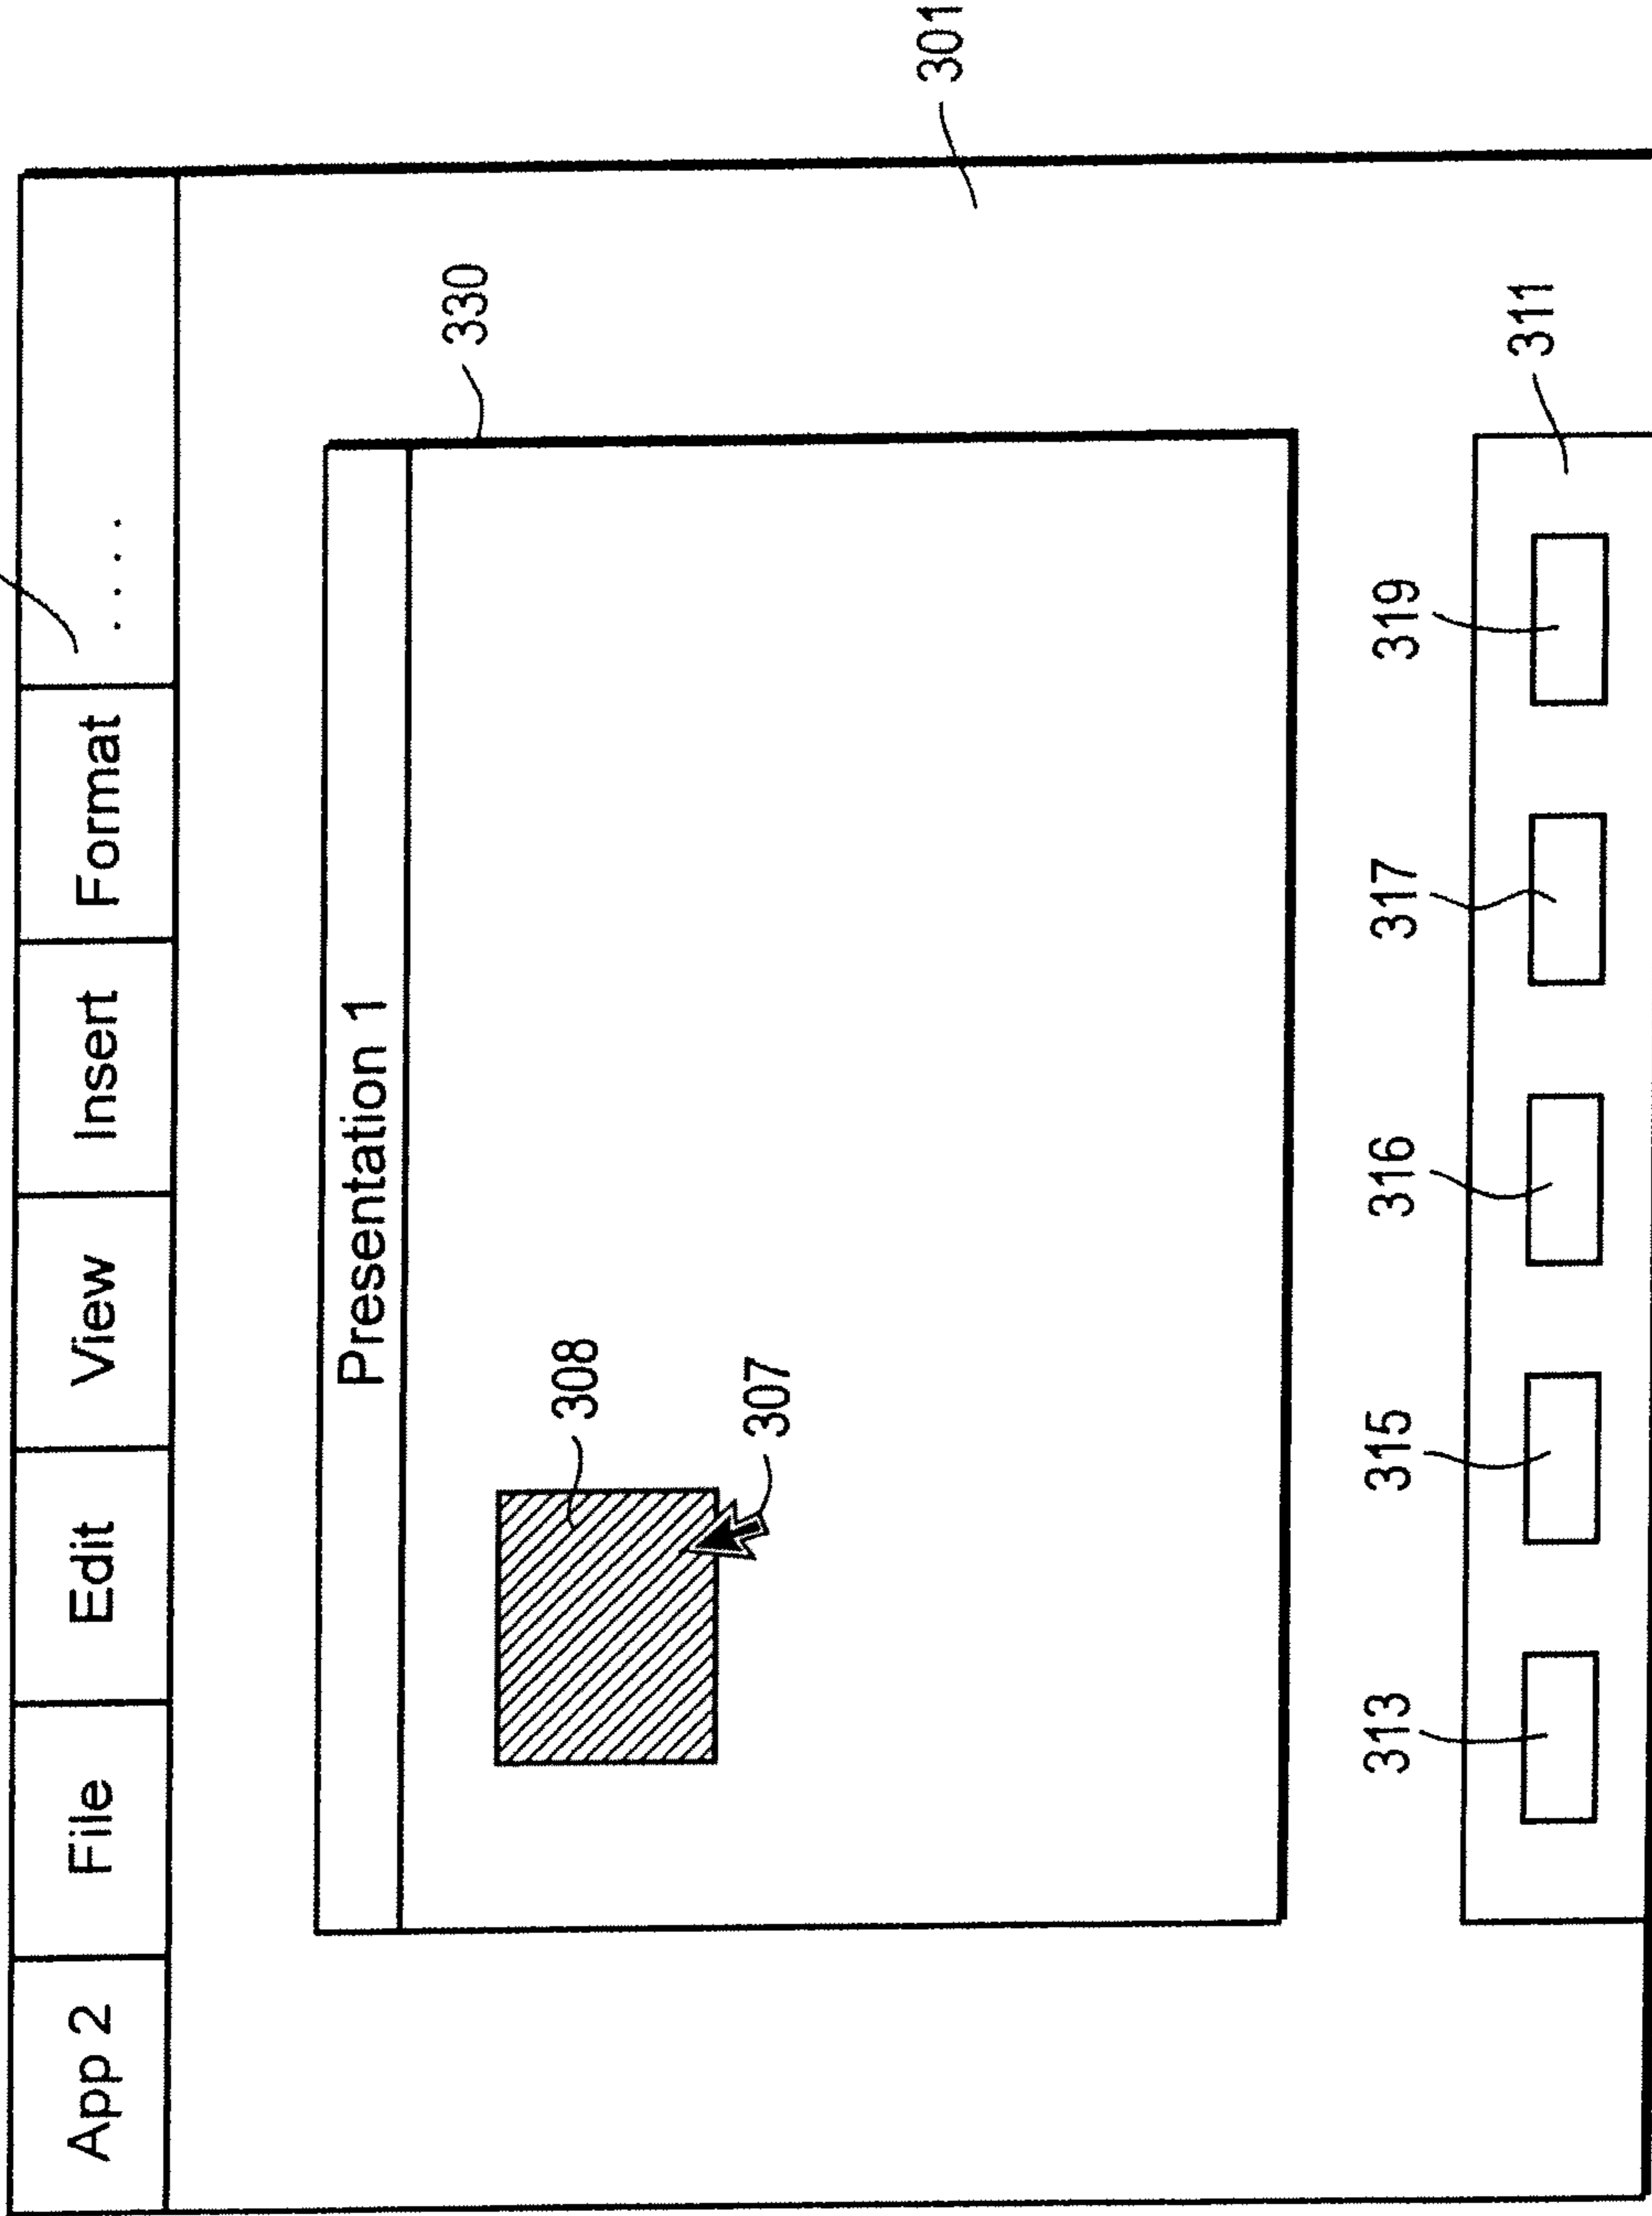 App 2 File Edit View Insert Format . . . .
Presentation 1
330
308
307
301
313 315 316 317 319
311